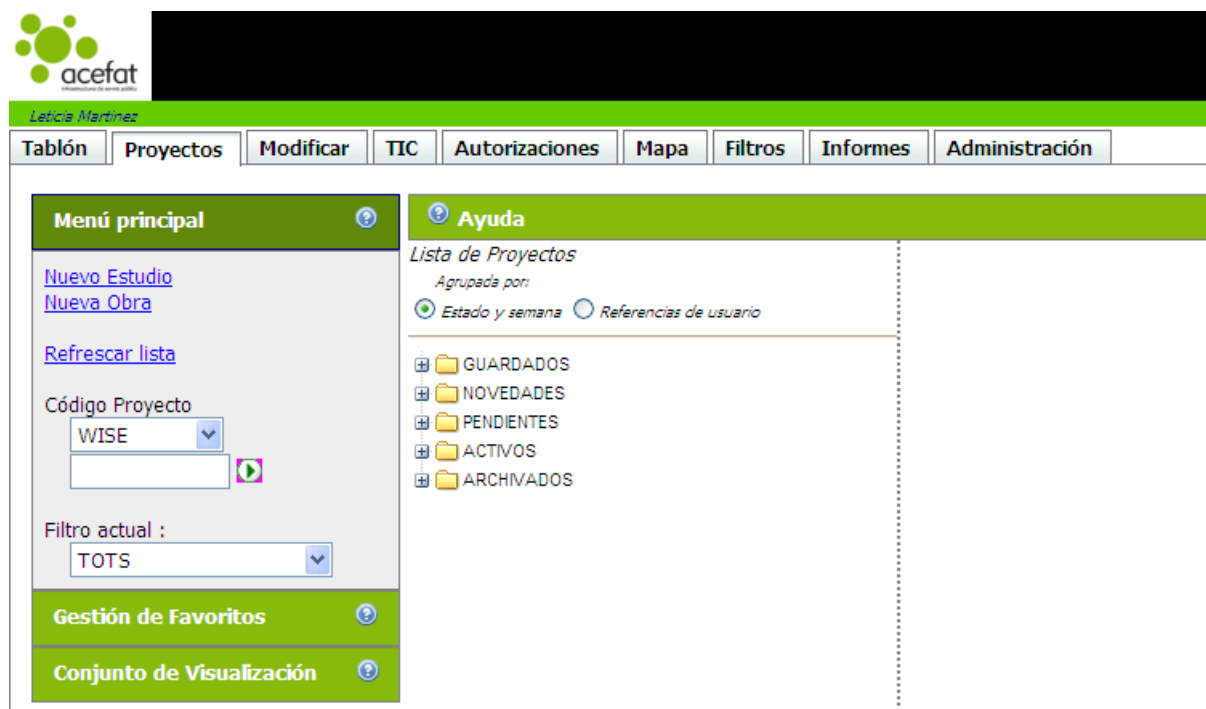 acefat
Leticia Martinez
Tablón Proyectos Modificar TIC Autorizaciones Mapa Filtros Informes Administración
Menú principal
Nuevo Estudio
Nueva Obra
Refrescar lista
Código Proyecto
WISE
Filtro actual :
TOTS
Gestión de Favoritos
Conjunto de Visualización
Ayuda
Lista de Proyectos
Agrupada por:
Estado y semana Referencias de usuario
GUARDADOS
NOVEDADES
PENDIENTES
ACTIVOS
ARCHIVADOS